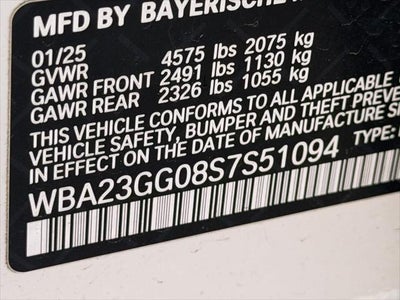 MFD BY BAYERISCHE
01/25
GVWR 4575 lbs 2075 kg
GAWR FRONT 2491 lbs 1130 kg
GAWR REAR 2326 lbs 1055 kg
THIS VEHICLE CONFORMS TO ALL APPLICABLE
VEHICLE SAFETY, BUMPER AND THEFT PREVE
IN EFFECT ON THE DATE OF MANUFACTURE S
TYPE:
WBA23GG08S7S51094